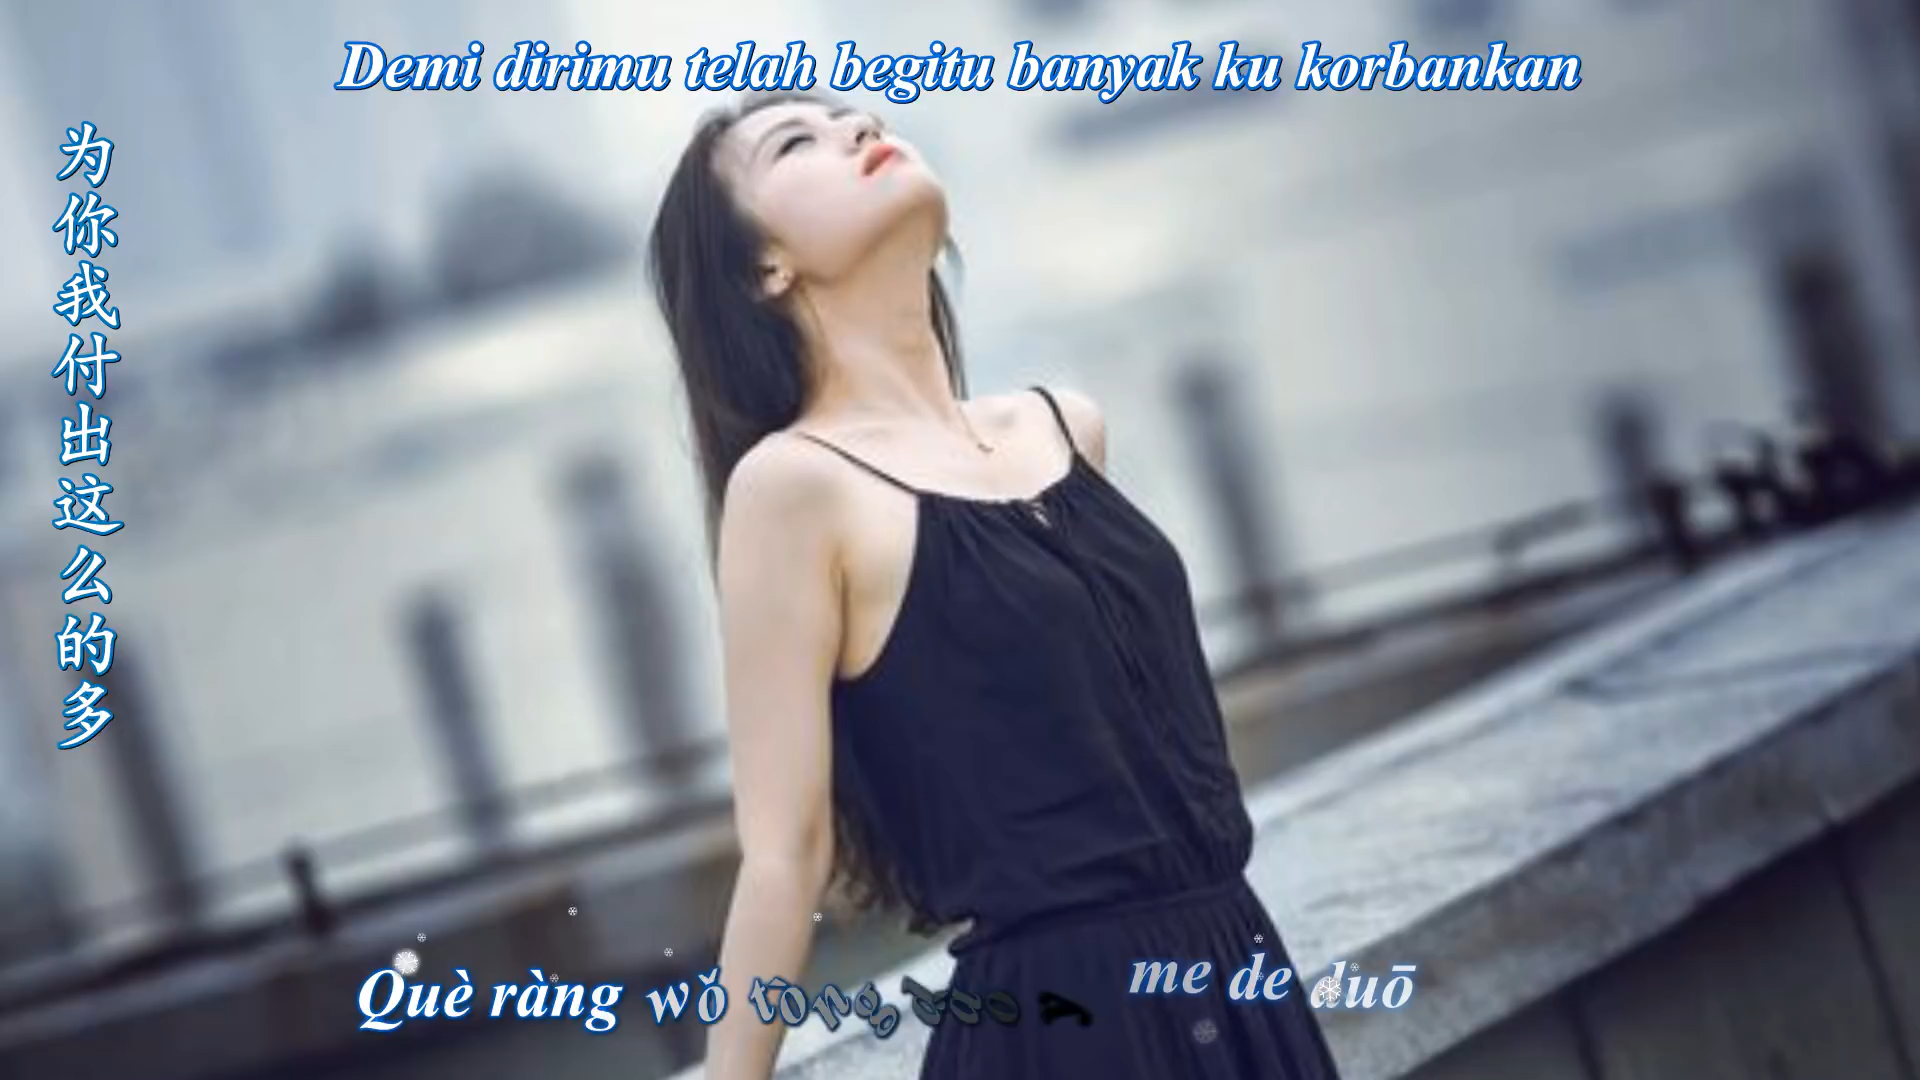 Demi dirimu telah begitu banyak ku korbankan
为你我付出这么的多
Què ràng wǒ tòng
me de duō